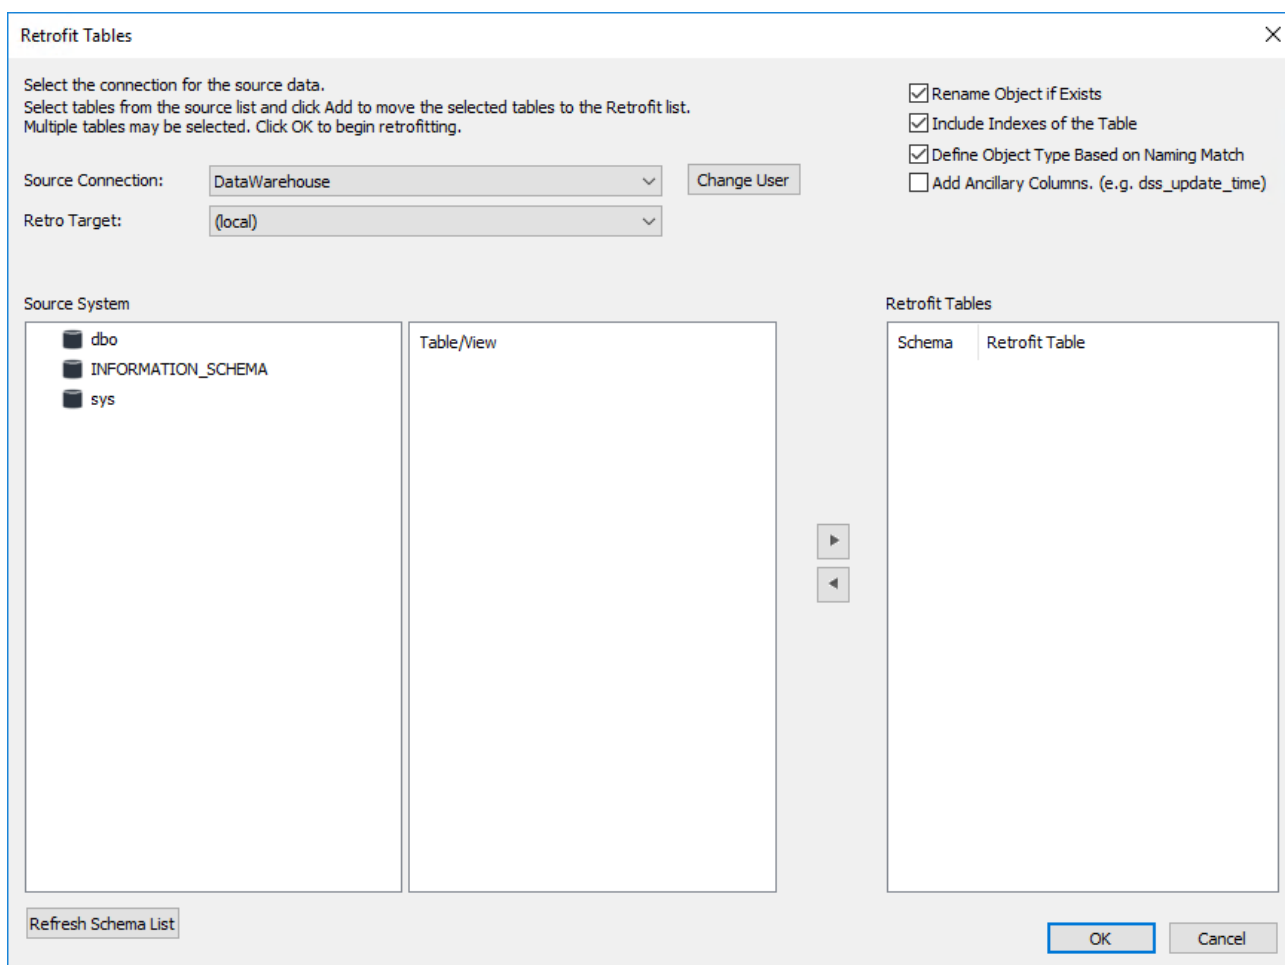 Retrofit Tables
Select the connection for the source data.
Select tables from the source list and click Add to move the selected tables to the Retrofit list.
Multiple tables may be selected. Click OK to begin retrofitting.
Rename Object if Exists
Include Indexes of the Table
Define Object Type Based on Naming Match
Add Ancillary Columns. (e.g. dss_update_time)
Source Connection: DataWarehouse Change User
Retro Target: (local)
Source System
dbo
INFORMATION_SCHEMA
sys
Table/View
Retrofit Tables
Schema Retrofit Table
Refresh Schema List
OK Cancel